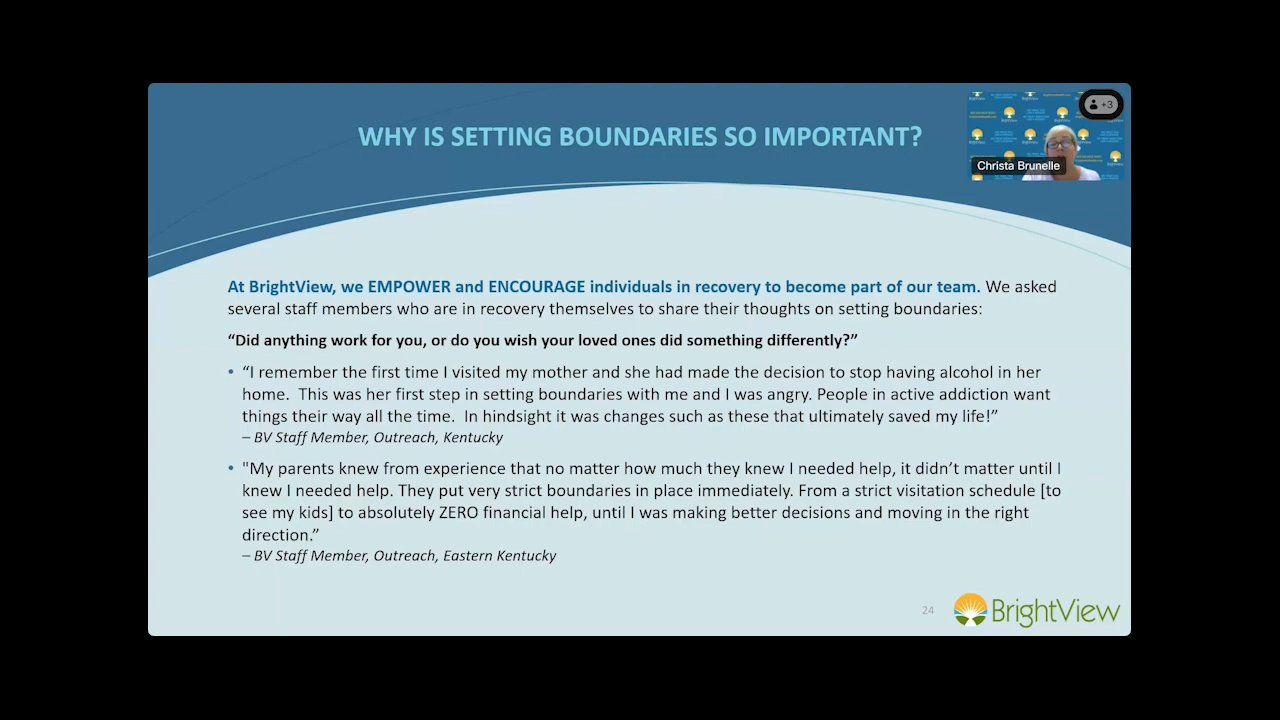 WHY IS SETTING BOUNDARIES SO IMPORTANT?
+3
Christa Brunelle
At BrightView, we EMPOWER and ENCOURAGE individuals in recovery to become part of our team. We asked
several staff members who are in recovery themselves to share their thoughts on setting boundaries:
“Did anything work for you, or do you wish your loved ones did something differently?”
• “I remember the first time I visited my mother and she had made the decision to stop having alcohol in her
home.  This was her first step in setting boundaries with me and I was angry. People in active addiction want
things their way all the time.  In hindsight it was changes such as these that ultimately saved my life!”
– BV Staff Member, Outreach, Kentucky
• "My parents knew from experience that no matter how much they knew I needed help, it didn’t matter until I
knew I needed help. They put very strict boundaries in place immediately. From a strict visitation schedule [to
see my kids] to absolutely ZERO financial help, until I was making better decisions and moving in the right
direction.”
– BV Staff Member, Outreach, Eastern Kentucky
24
BrightView